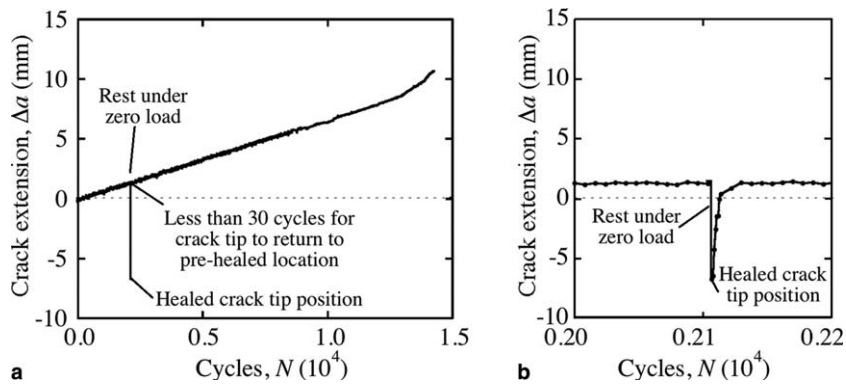 15
10
5
0
-5
-10
Crack extension, Δa (mm)
Rest under
zero load
Less than 30 cycles for
crack tip to return to
pre-healed location
Healed crack tip position
0.0
0.5
1.0
1.5
Cycles, N (10⁴)
a
15
10
5
0
-5
-10
Crack extension, Δa (mm)
Rest under
zero load
Healed crack
tip position
0.20
0.21
0.22
Cycles, N (10⁴)
b